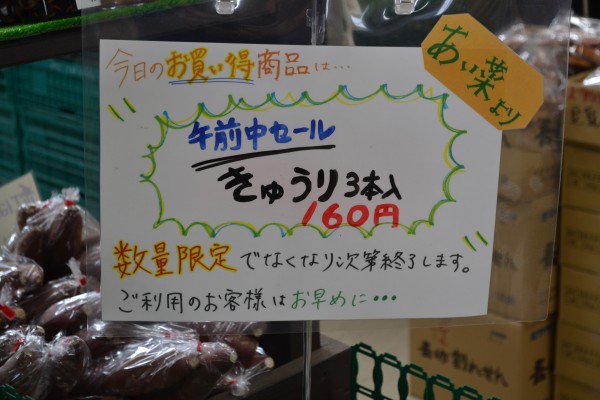 今日のお買い得商品は…
あい菜より
午前中セール
きゅうり3本入
160円
数量限定でなくなり次第終了します。
ご利用のお客様はお早めに…